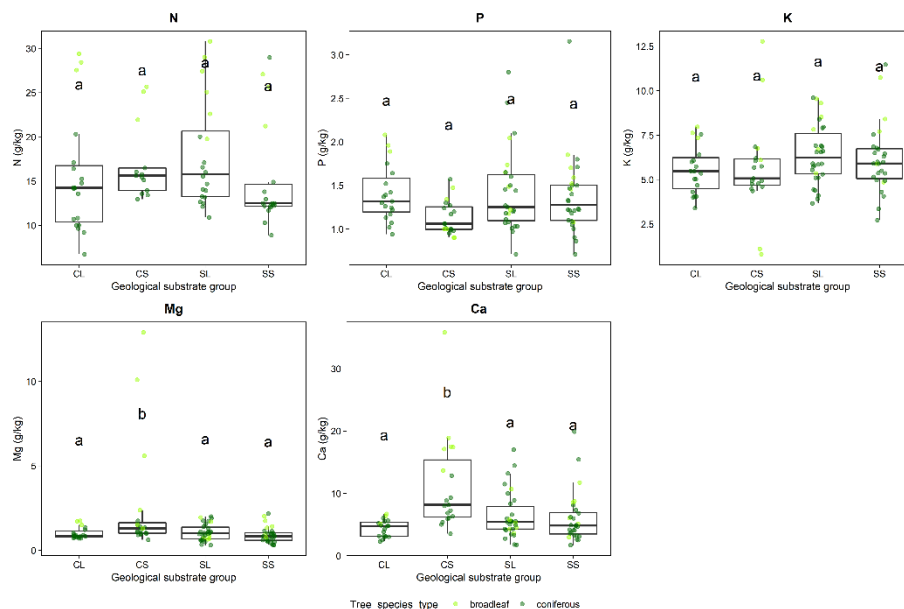 N
P
K
30
25
20
15
10
N (g/kg)
a a a a
CL CS SL SS
Geological substrate group
3.0
2.5
2.0
1.5
1.0
P (g/kg)
a a a a
CL CS SL SS
Geological substrate group
12.5
10.0
7.5
5.0
2.5
K (g/kg)
a a a a
CL CS SL SS
Geological substrate group
Mg
Ca
10
5
0
Mg (g/kg)
a b a a
CL CS SL SS
Geological substrate group
30
20
10
0
Ca (g/kg)
a b a a
CL CS SL SS
Geological substrate group
Tree_species_type broadleaf coniferous